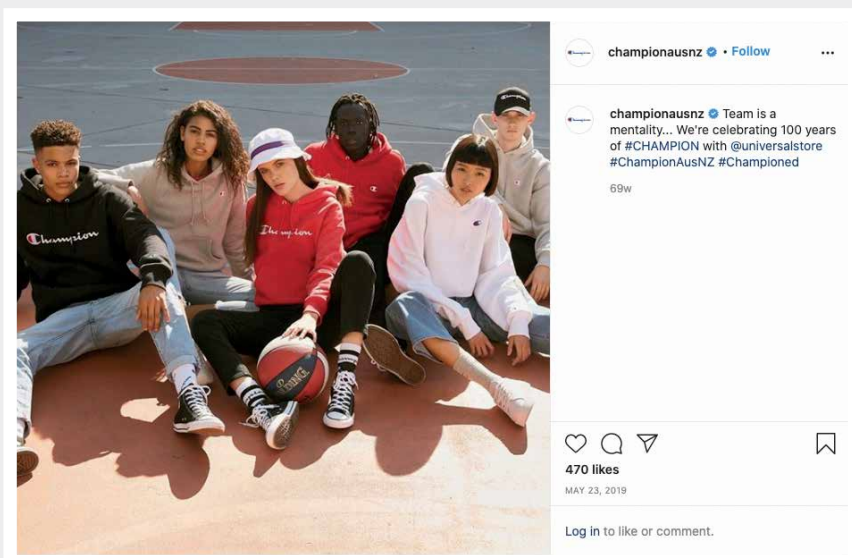 championausnz • Follow
championausnz Team is a
mentality... We're celebrating 100 years
of #CHAMPION with @universalstore
#ChampionAusNZ #Championed
69w
Champion
Champion
Champion
470 likes
MAY 23, 2019
Log in to like or comment.